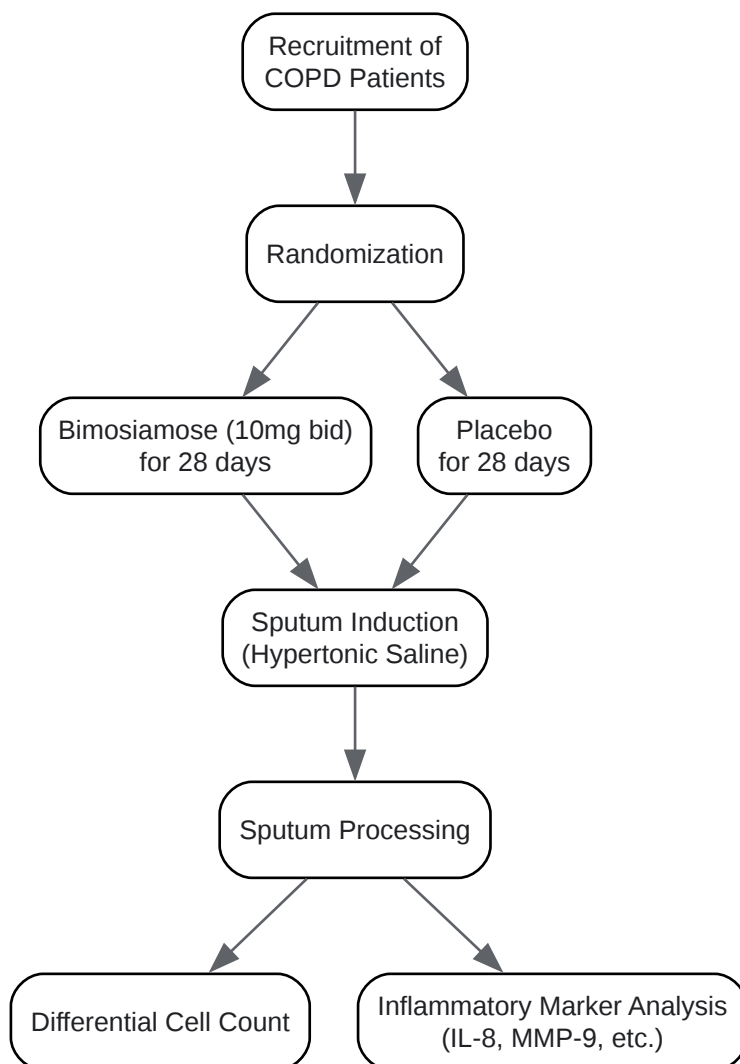 Recruitment of
COPD Patients
Randomization
Bimosiamose (10mg bid)
for 28 days
Placebo
for 28 days
Sputum Induction
(Hypertonic Saline)
Sputum Processing
Differential Cell Count
Inflammatory Marker Analysis
(IL-8, MMP-9, etc.)